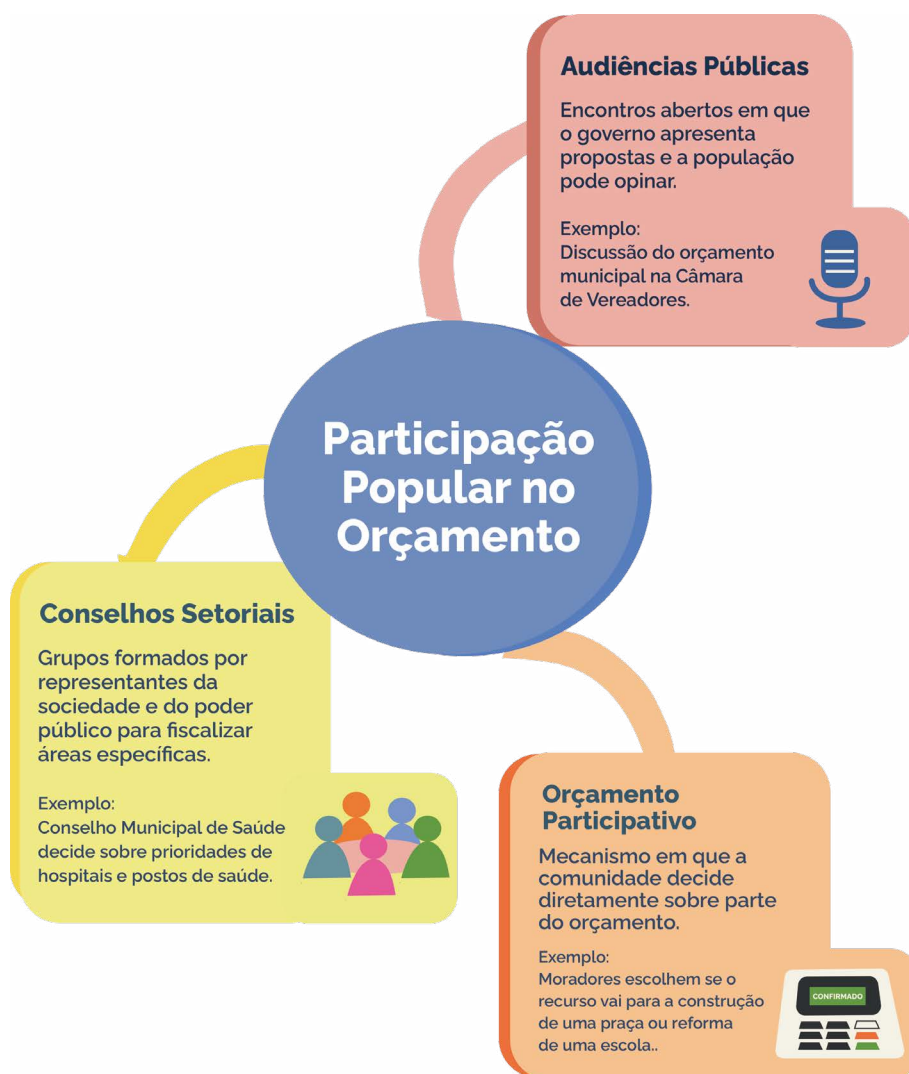 Audiências Públicas
Encontros abertos em que
o governo apresenta
propostas e a população
pode opinar.
Exemplo:
Discussão do orçamento
municipal na Câmara
de Vereadores.
Participação
Popular no
Orçamento
Conselhos Setoriais
Grupos formados por
representantes da
sociedade e do poder
público para fiscalizar
áreas específicas.
Exemplo:
Conselho Municipal de Saúde
decide sobre prioridades de
hospitais e postos de saúde.
Orçamento
Participativo
Mecanismo em que a
comunidade decide
diretamente sobre parte
do orçamento.
Exemplo:
Moradores escolhem se o
recurso vai para a construção
de uma praça ou reforma
de uma escola..
CONFIRMADO